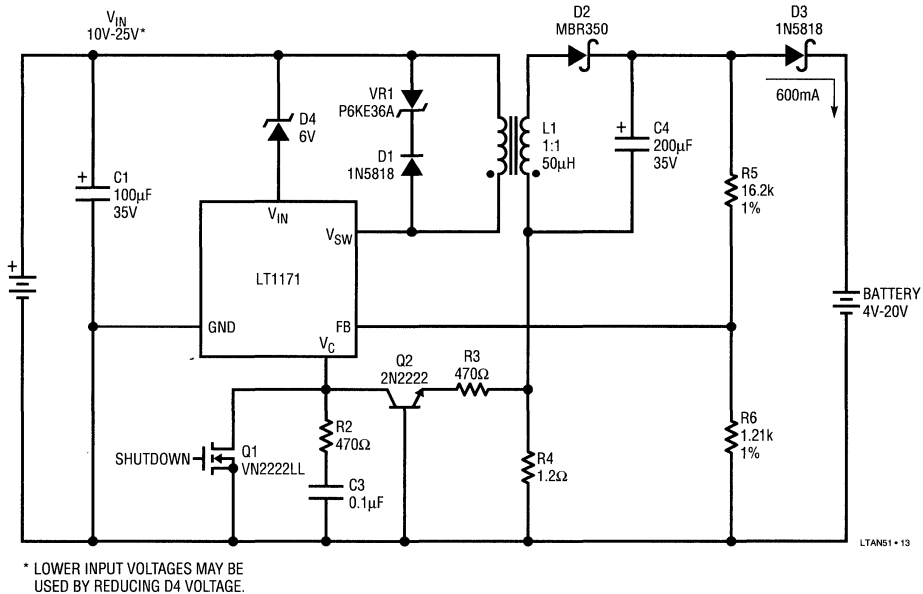 VIN
10V-25V*
D2
MBR350
D3
1N5818
600mA
VR1
P6KE36A
D4
6V
D1
1N5818
L1
1:1
50µH
C4
200µF
35V
+
R5
16.2k
1%
+
C1
100µF
35V
VIN
VSW
LT1171
GND
FB
VC
+
BATTERY
4V-20V
Q2
2N2222
R3
470Ω
R2
470Ω
SHUTDOWN
Q1
VN2222LL
C3
0.1µF
R4
1.2Ω
R6
1.21k
1%
LTAN51 • 13
* LOWER INPUT VOLTAGES MAY BE
USED BY REDUCING D4 VOLTAGE.